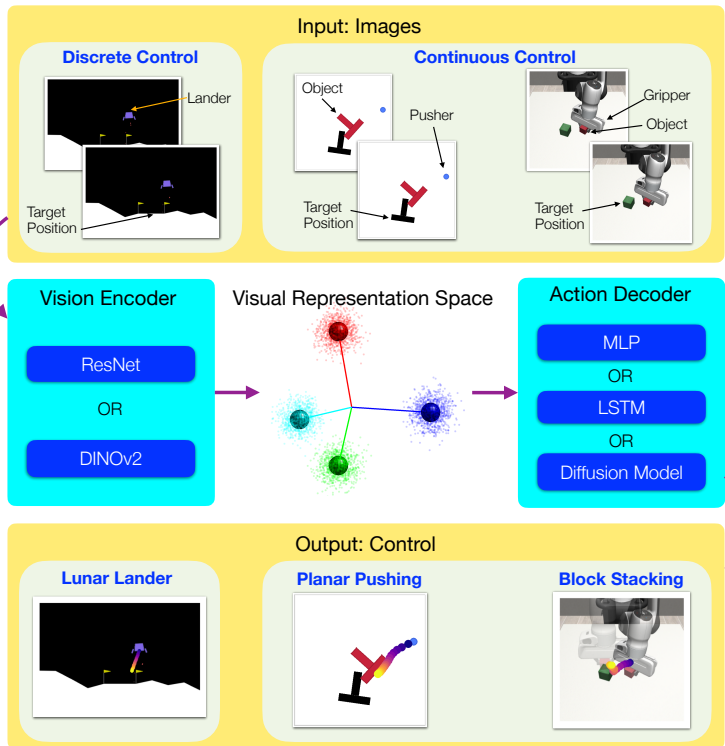 Input: Images
Discrete Control
Lander
Target
Position
Continuous Control
Object
Pusher
Target
Position
Gripper
Object
Target
Position
Vision Encoder
ResNet
OR
DINOv2
Visual Representation Space
Action Decoder
MLP
OR
LSTM
OR
Diffusion Model
Output: Control
Lunar Lander
Planar Pushing
Block Stacking